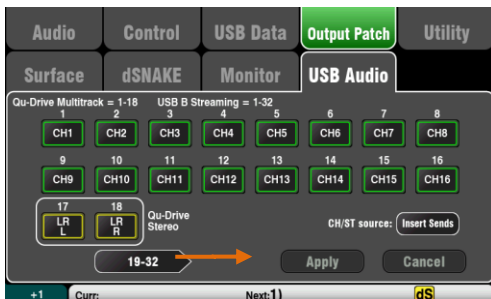 Audio Control USB Data Output Patch Utility
Surface dSNAKE Monitor USB Audio
Qu-Drive Multitrack = 1-18 USB B Streaming = 1-32
1 2 3 4 5 6 7 8
CH1 CH2 CH3 CH4 CH5 CH6 CH7 CH8
9 10 11 12 13 14 15 16
CH9 CH10 CH11 CH12 CH13 CH14 CH15 CH16
17 18
LR LR Qu-Drive
L R Stereo
CH/ST source: Insert Sends
19-32 Apply Cancel
+1 Curr: Next:1) dS